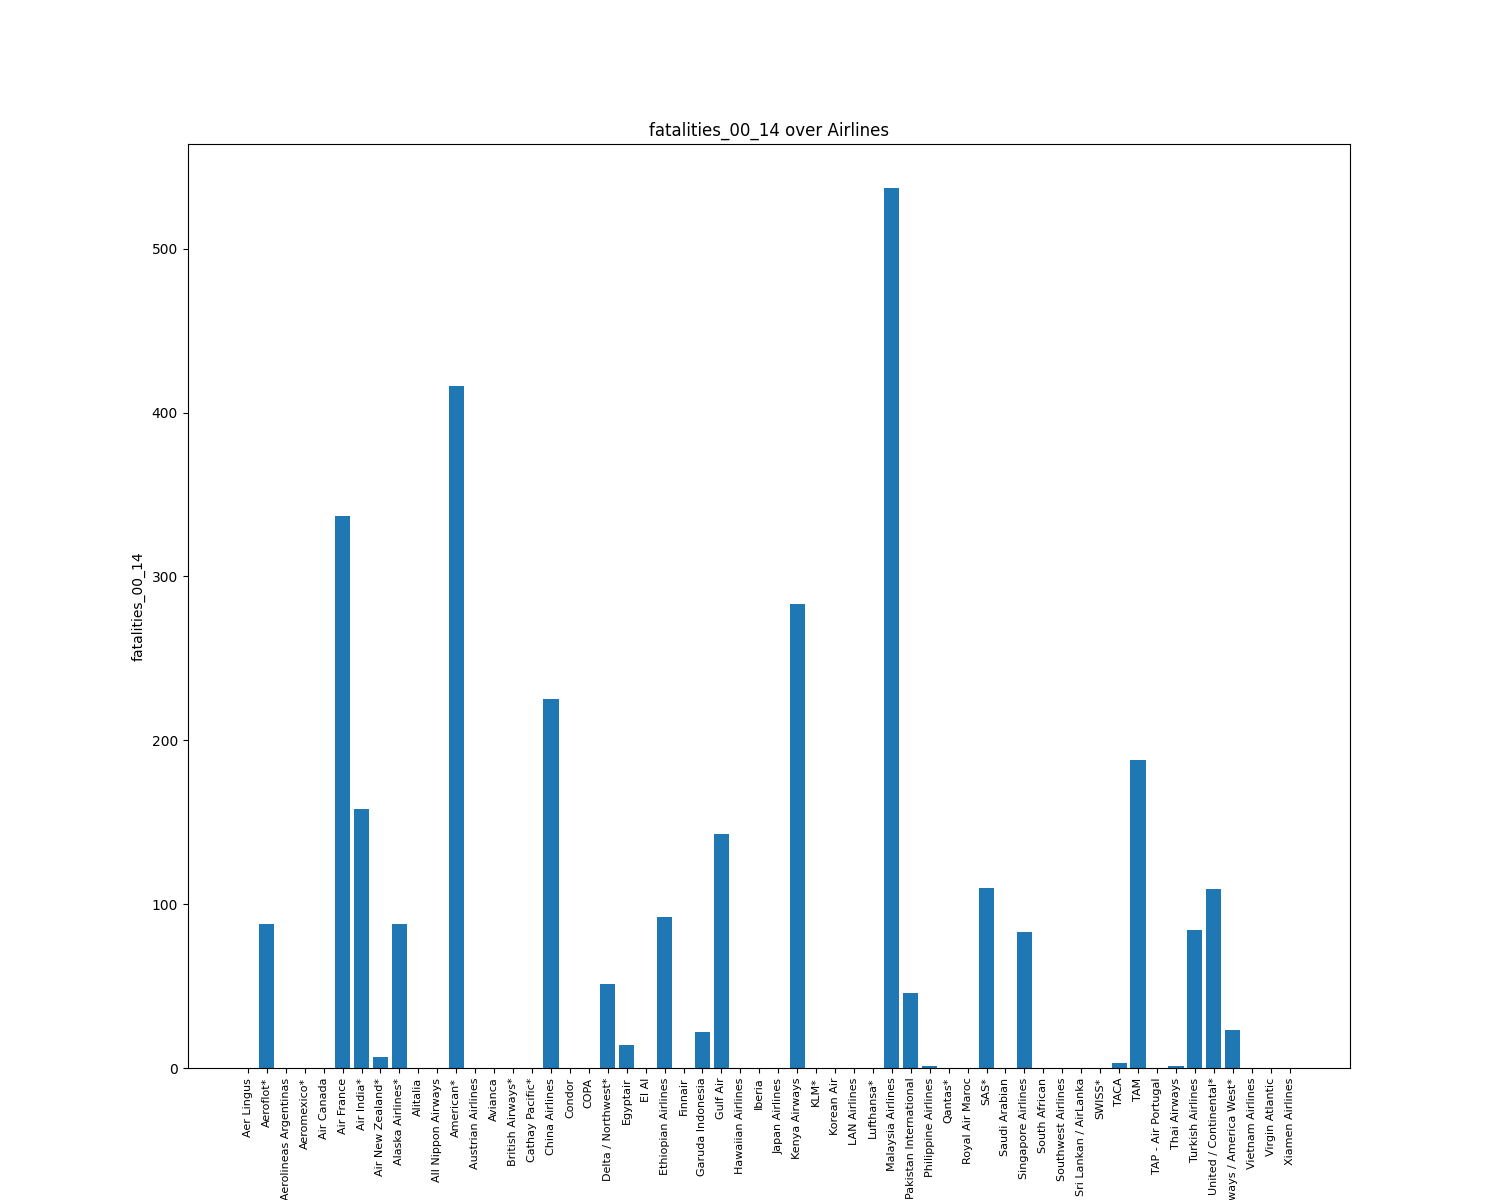 fatalities_00_14 over Airlines
fatalities_00_14
500
400
300
200
100
0
Aer Lingus
Aeroflot*
Aerolineas Argentinas
Aeromexico*
Air Canada
Air France
Air India*
Air New Zealand*
Alaska Airlines*
Alitalia
All Nippon Airways
American*
Austrian Airlines
Avianca
British Airways*
Cathay Pacific*
China Airlines
Condor
COPA
Delta / Northwest*
Egyptair
El Al
Ethiopian Airlines
Finnair
Garuda Indonesia
Gulf Air
Hawaiian Airlines
Iberia
Japan Airlines
Kenya Airways
KLM*
Korean Air
LAN Airlines
Lufthansa*
Malaysia Airlines
Pakistan International
Philippine Airlines
Qantas*
Royal Air Maroc
SAS*
Saudi Arabian
Singapore Airlines
South African
Southwest Airlines
Sri Lankan / AirLanka
SWISS*
TACA
TAM
TAP - Air Portugal
Thai Airways
Turkish Airlines
United / Continental*
ways / America West*
Vietnam Airlines
Virgin Atlantic
Xiamen Airlines